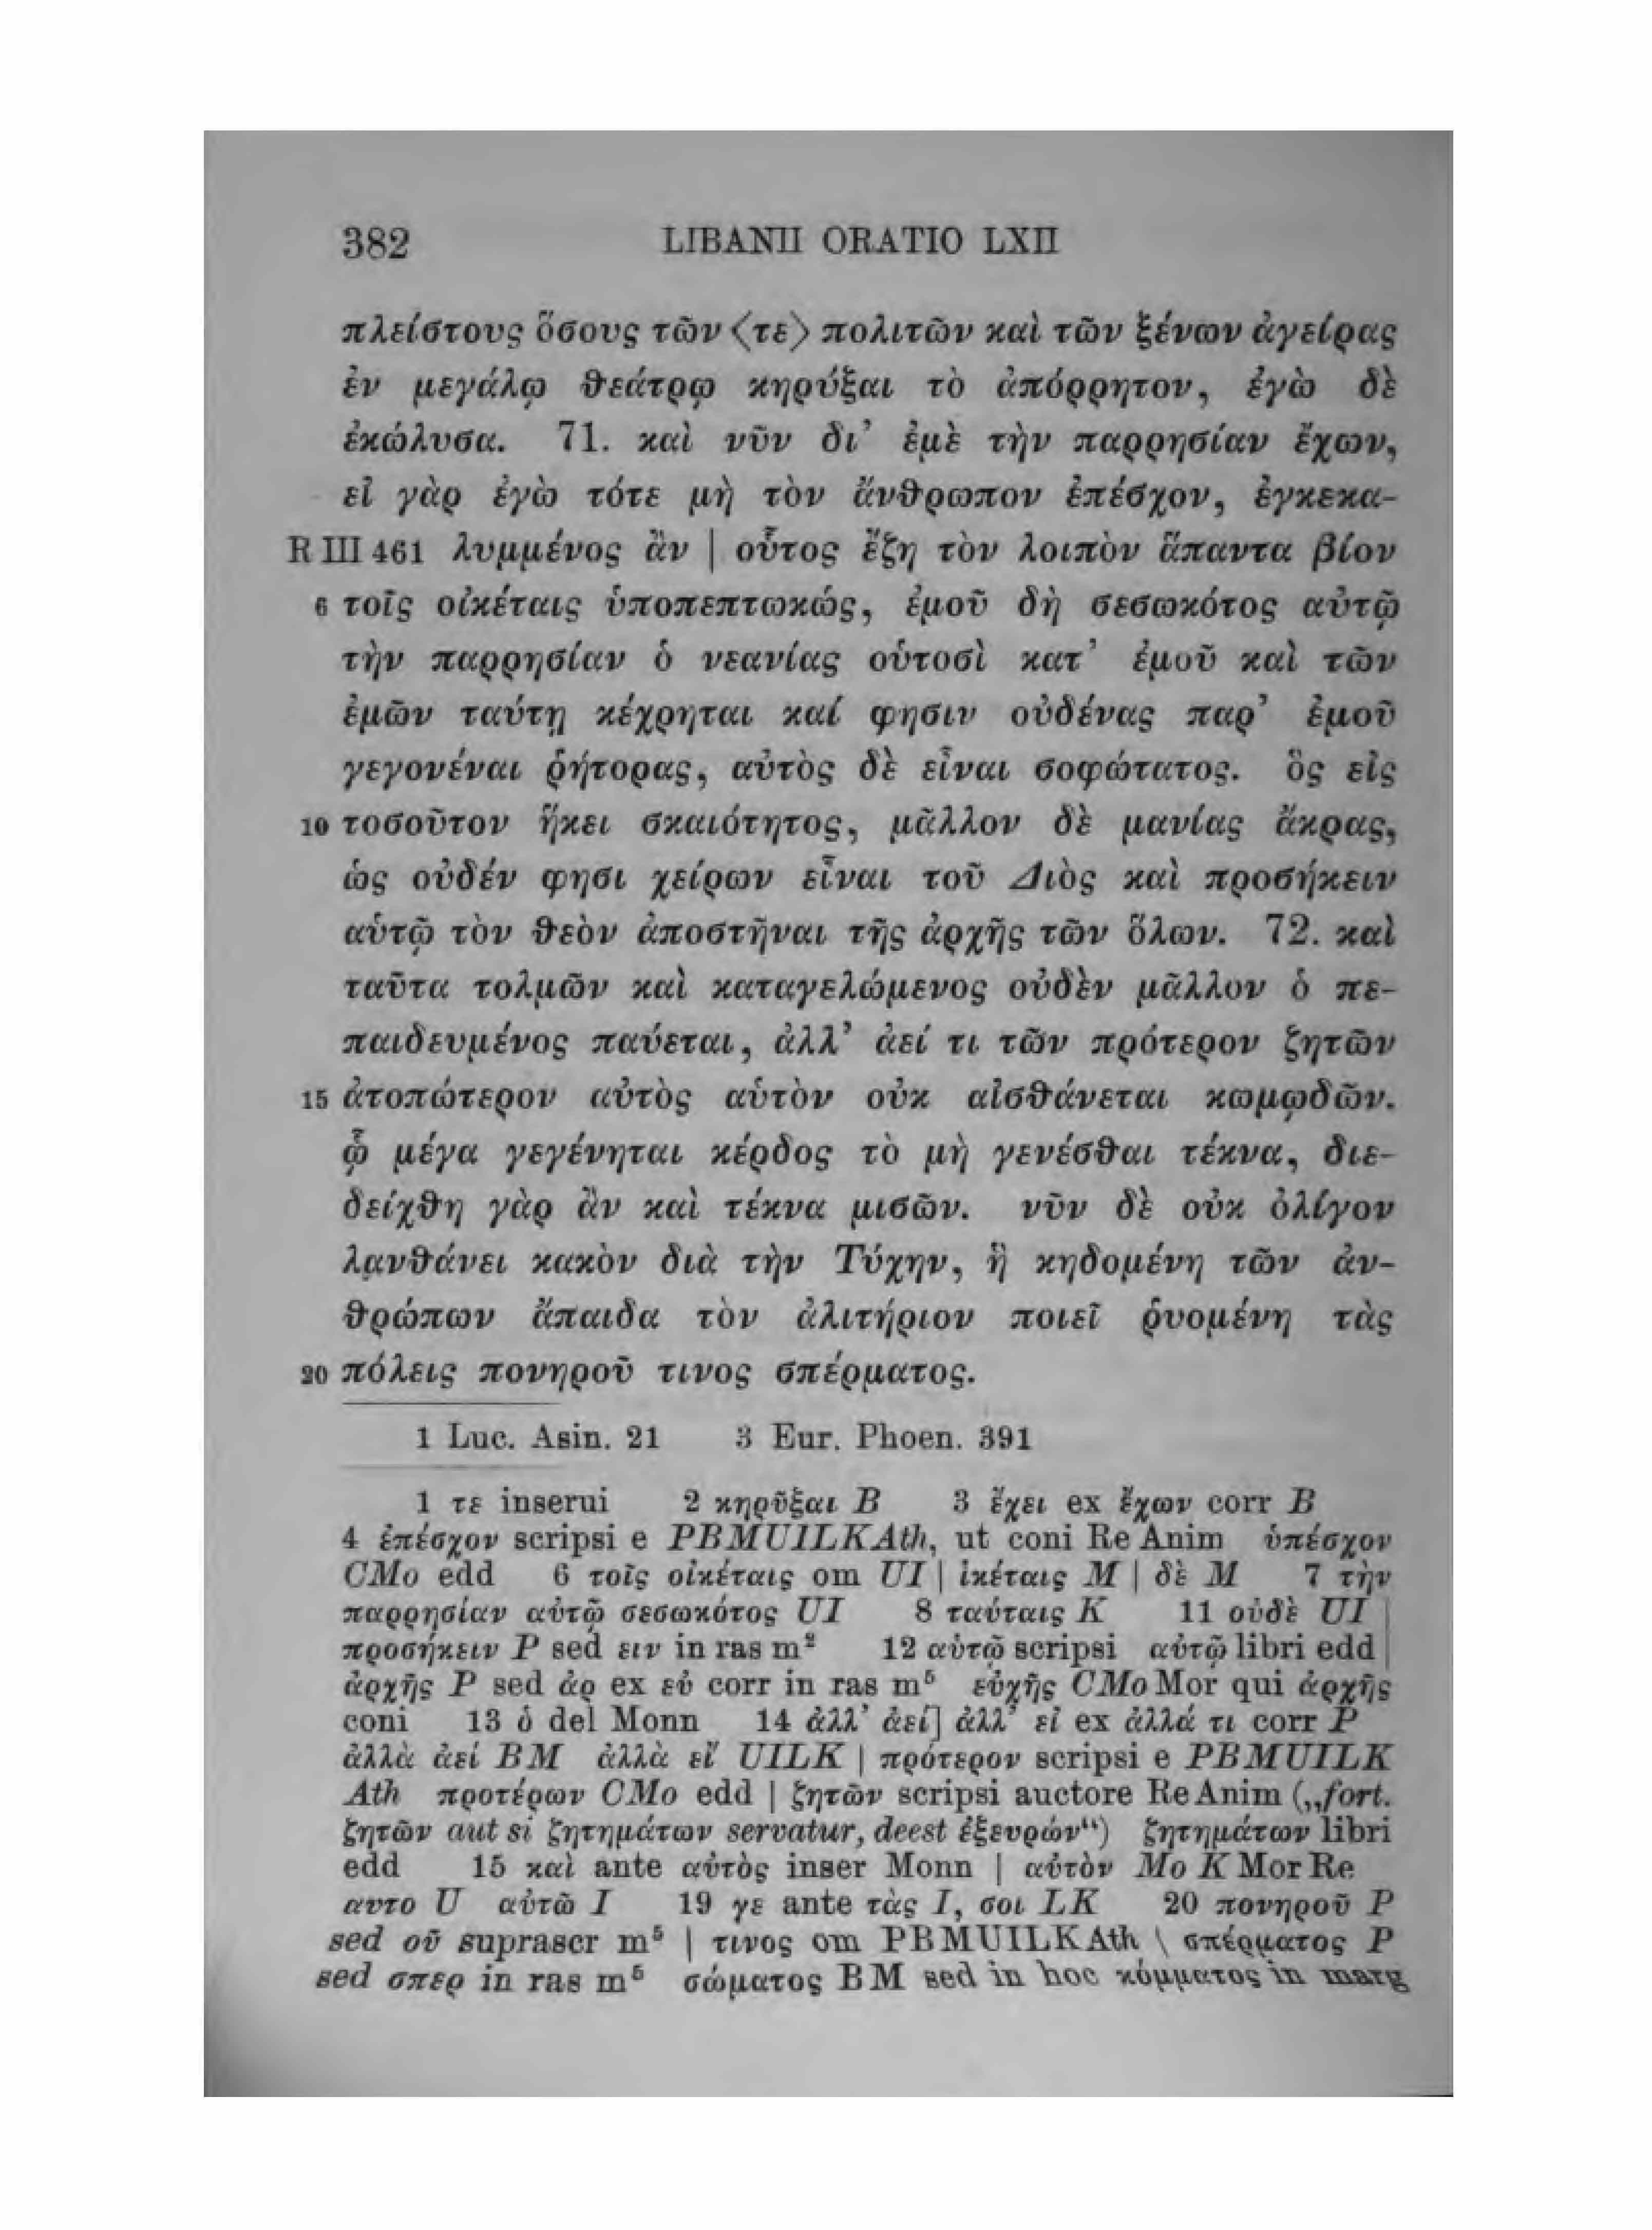 382 LIBANII ORATIO LXII
πλείστους ὅσους τῶν ⟨τε⟩ πολιτῶν καὶ τῶν ξένων ἀγείρας
ἐν μεγάλῳ θεάτρῳ κηρύξαι τὸ ἀπόρρητον, ἐγὼ δὲ
ἐκώλυσα. 71. καὶ νῦν δι’ ἐμὲ τὴν παρρησίαν ἔχων,
εἰ γὰρ ἐγὼ τότε μὴ τὸν ἄνθρωπον ἐπέσχον, ἐγκεκα-
R III 461 λυμμένος ἂν | οὗτος ἔζη τὸν λοιπὸν ἅπαντα βίον
6 τοῖς οἰκέταις ὑποπεπτωκώς, ἐμοῦ δὴ σεσωκότος αὐτῷ
τὴν παρρησίαν ὁ νεανίας οὑτοσὶ κατ’ ἐμοῦ καὶ τῶν
ἐμῶν ταύτῃ κέχρηται καί φησιν οὐδένας παρ’ ἐμοῦ
γεγονέναι ῥήτορας, αὐτὸς δὲ εἶναι σοφώτατος. ὃς εἰς
10 τοσοῦτον ἥκει σκαιότητος, μᾶλλον δὲ μανίας ἄκρας,
ὡς οὐδέν φησι χείρων εἶναι τοῦ Διὸς καὶ προσήκειν
αὑτῷ τὸν θεὸν ἀποστῆναι τῆς ἀρχῆς τῶν ὅλων. 72. καὶ
ταῦτα τολμῶν καὶ καταγελώμενος οὐδὲν μᾶλλον ὁ πε-
παιδευμένος παύεται, ἀλλ’ ἀεί τι τῶν πρότερον ζητῶν
15 ἀτοπώτερον αὐτὸς αὑτὸν οὐκ αἰσθάνεται κωμῳδῶν.
ᾧ μέγα γεγένηται κέρδος τὸ μὴ γενέσθαι τέκνα, διε-
δείχθη γὰρ ἂν καὶ τέκνα μισῶν. νῦν δὲ οὐκ ὀλίγον
λανθάνει κακὸν διὰ τὴν Τύχην, ἣ κηδομένη τῶν ἀν-
θρώπων ἄπαιδα τὸν ἀλιτήριον ποιεῖ ῥυομένη τὰς
20 πόλεις πονηροῦ τινος σπέρματος.
1 Luc. Asin. 21 3 Eur. Phoen. 391
1 τε inserui 2 κηρῦξαι B 3 ἔχει ex ἔχων corr B
4 ἐπέσχον scripsi e PBMUILKAth, ut coni Re Anim ὑπέσχον
CMo edd 6 τοῖς οἰκέταις om UI | ἱκέταις M | δὲ M 7 τὴν
παρρησίαν αὐτῷ σεσωκότος UI 8 ταύταις K 11 οὐδὲ UI |
προσήκειν P sed ειν in ras m² 12 αὑτῷ scripsi αὐτῷ libri edd |
ἀρχῆς P sed ἀρ ex εὐ corr in ras m⁵ εὐχῆς CMo Mor qui ἀρχῆς
coni 13 ὁ del Monn 14 ἀλλ’ ἀεί] ἀλλ’ εἰ ex ἀλλά τι corr P
ἀλλὰ ἀεί BM ἀλλὰ εἴ UILK | πρότερον scripsi e PBMUILK
Ath προτέρων CMo edd | ζητῶν scripsi auctore Re Anim („fort.
ζητῶν aut si ζητημάτων servatur, deest ἐξευρών“) ζητημάτων libri
edd 15 καὶ ante αὐτὸς inser Monn | αὐτὸν Mo K Mor Re
αυτο U αὐτῶ I 19 γε ante τὰς I, σοι LK 20 πονηροῦ P
sed οῦ suprascr m⁵ | τινος om PBMUILKAth \ σπέρματος P
sed σπερ in ras m⁵ σώματος BM sed in hoc κόμματος in marg